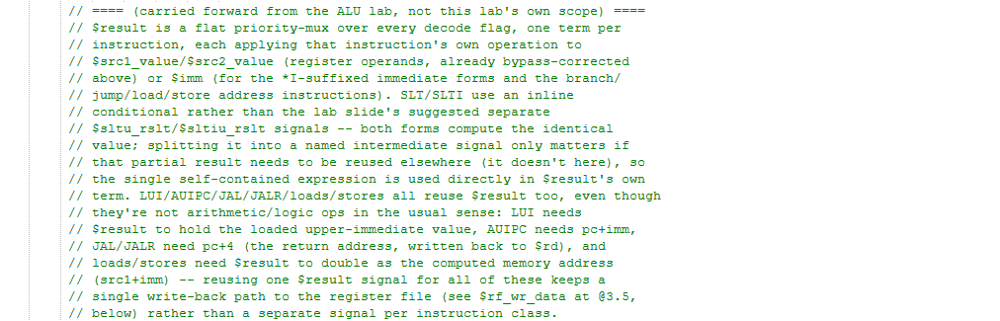 // ==== (carried forward from the ALU lab, not this lab's own scope) ====
// $result is a flat priority-mux over every decode flag, one term per
// instruction, each applying that instruction's own operation to
// $src1_value/$src2_value (register operands, already bypass-corrected
// above) or $imm (for the *I-suffixed immediate forms and the branch/
// jump/load/store address instructions). SLT/SLTI use an inline
// conditional rather than the lab slide's suggested separate
// $sltu_rslt/$sltiu_rslt signals -- both forms compute the identical
// value; splitting it into a named intermediate signal only matters if
// that partial result needs to be reused elsewhere (it doesn't here), so
// the single self-contained expression is used directly in $result's own
// term. LUI/AUIPC/JAL/JALR/loads/stores all reuse $result too, even though
// they're not arithmetic/logic ops in the usual sense: LUI needs
// $result to hold the loaded upper-immediate value, AUIPC needs pc+imm,
// JAL/JALR need pc+4 (the return address, written back to $rd), and
// loads/stores need $result to double as the computed memory address
// (src1+imm) -- reusing one $result signal for all of these keeps a
// single write-back path to the register file (see $rf_wr_data at @3.5,
// below) rather than a separate signal per instruction class.